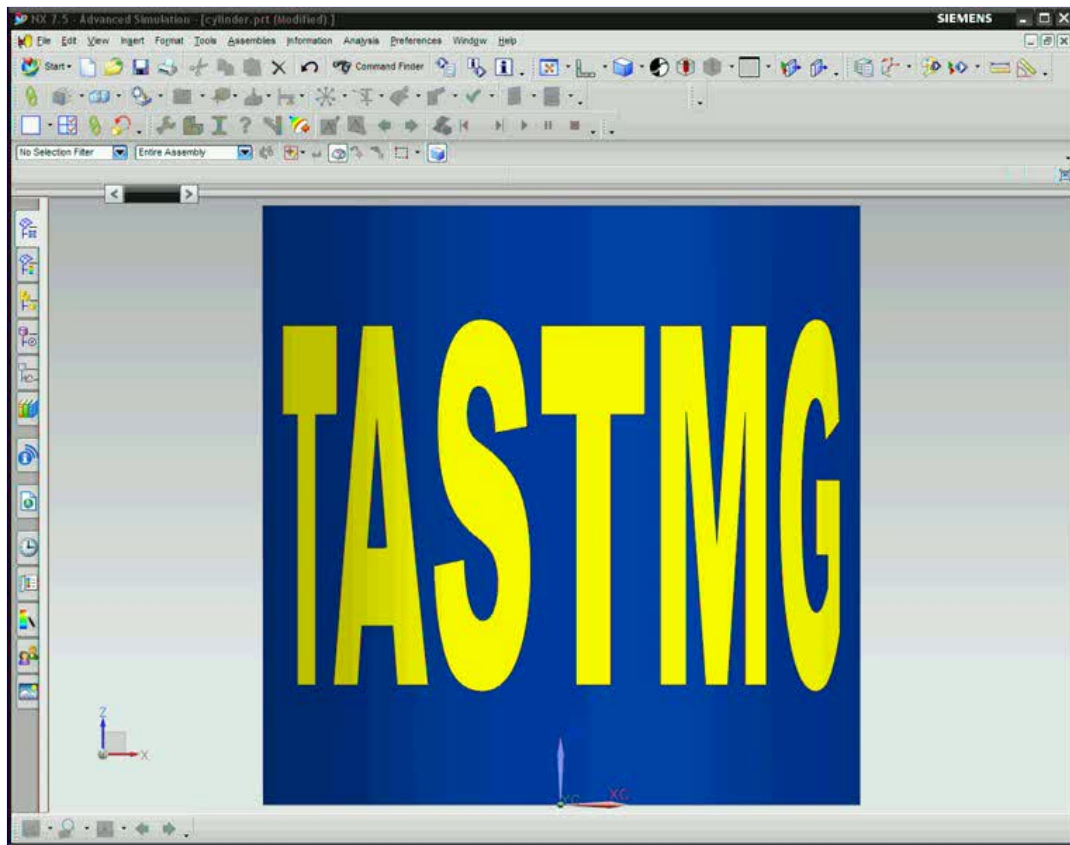 NX 7.5 - Advanced Simulation - [cylinder.prt (Modified) ]
SIEMENS
File Edit View Insert Format Tools Assemblies Information Analysis Preferences Window Help
Start Command Finder
No Selection Filter Entire Assembly
TASTMG
Z
X
YC XC